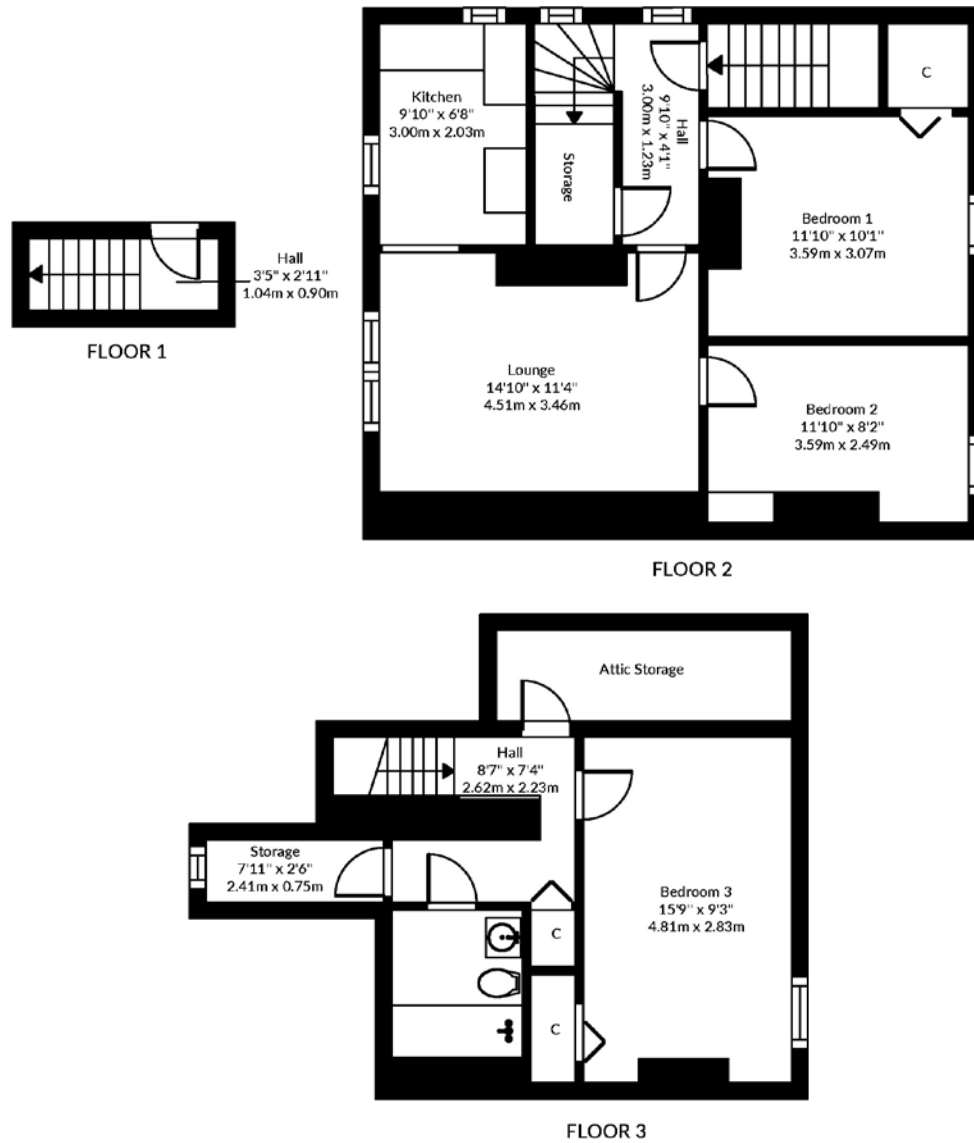 Kitchen
9'10" x 6'8"
3.00m x 2.03m
Storage
Hall
9'10" x 4'1"
3.00m x 1.23m
C
Bedroom 1
11'10" x 10'1"
3.59m x 3.07m
Hall
3'5" x 2'11"
1.04m x 0.90m
FLOOR 1
Lounge
14'10" x 11'4"
4.51m x 3.46m
Bedroom 2
11'10" x 8'2"
3.59m x 2.49m
FLOOR 2
Attic Storage
Hall
8'7" x 7'4"
2.62m x 2.23m
Storage
7'11" x 2'6"
2.41m x 0.75m
Bedroom 3
15'9" x 9'3"
4.81m x 2.83m
C
C
FLOOR 3